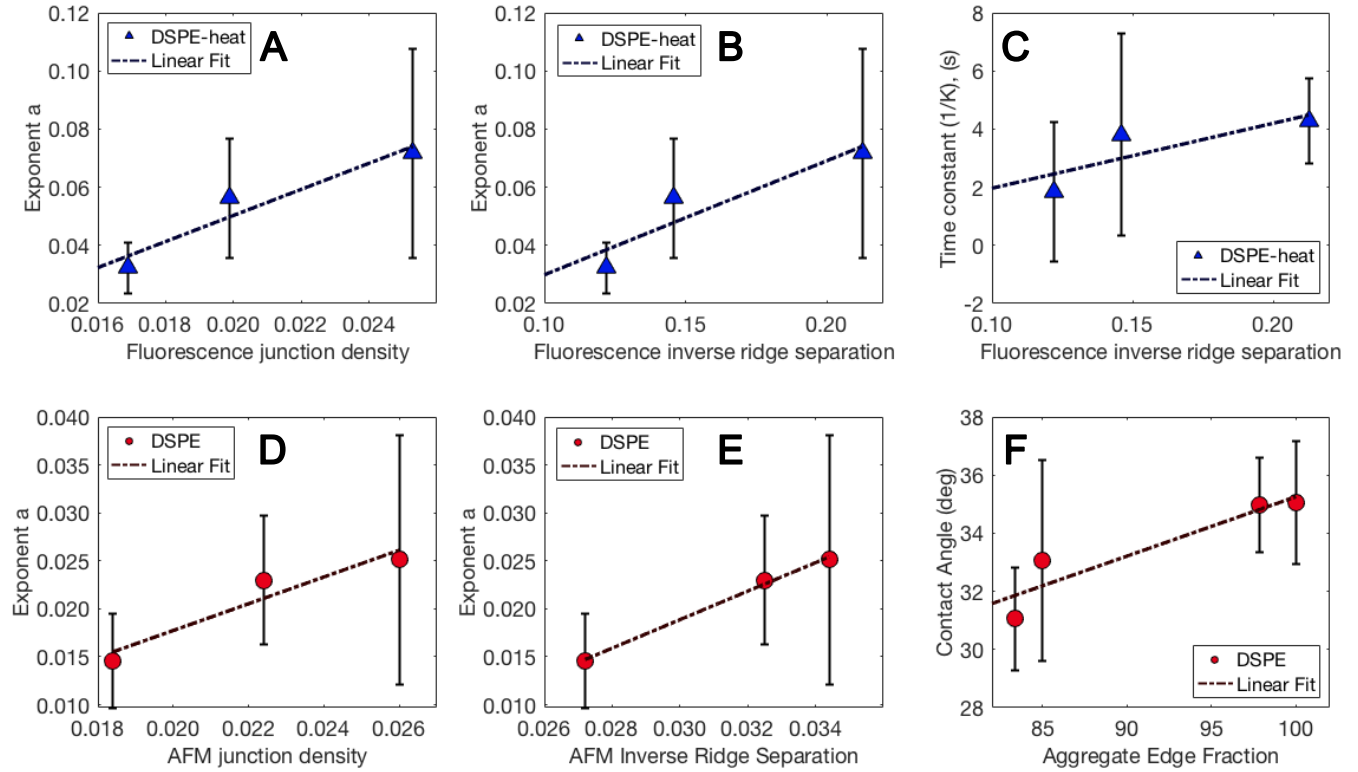 A
DSPE-heat
Linear Fit
0.12
0.10
0.08
0.06
0.04
0.02
Exponent a
0.016 0.018 0.020 0.022 0.024
Fluorescence junction density
B
DSPE-heat
Linear Fit
0.12
0.10
0.08
0.06
0.04
0.02
Exponent a
0.10 0.15 0.20
Fluorescence inverse ridge separation
C
8
6
4
2
0
-2
Time constant (1/K), (s)
DSPE-heat
Linear Fit
0.10 0.15 0.20
Fluorescence inverse ridge separation
D
DSPE
Linear Fit
0.040
0.035
0.030
0.025
0.020
0.015
0.010
Exponent a
0.018 0.020 0.022 0.024 0.026
AFM junction density
E
DSPE
Linear Fit
0.040
0.035
0.030
0.025
0.020
0.015
0.010
Exponent a
0.026 0.028 0.030 0.032 0.034
AFM Inverse Ridge Separation
F
38
36
34
32
30
28
Contact Angle (deg)
DSPE
Linear Fit
85 90 95 100
Aggregate Edge Fraction